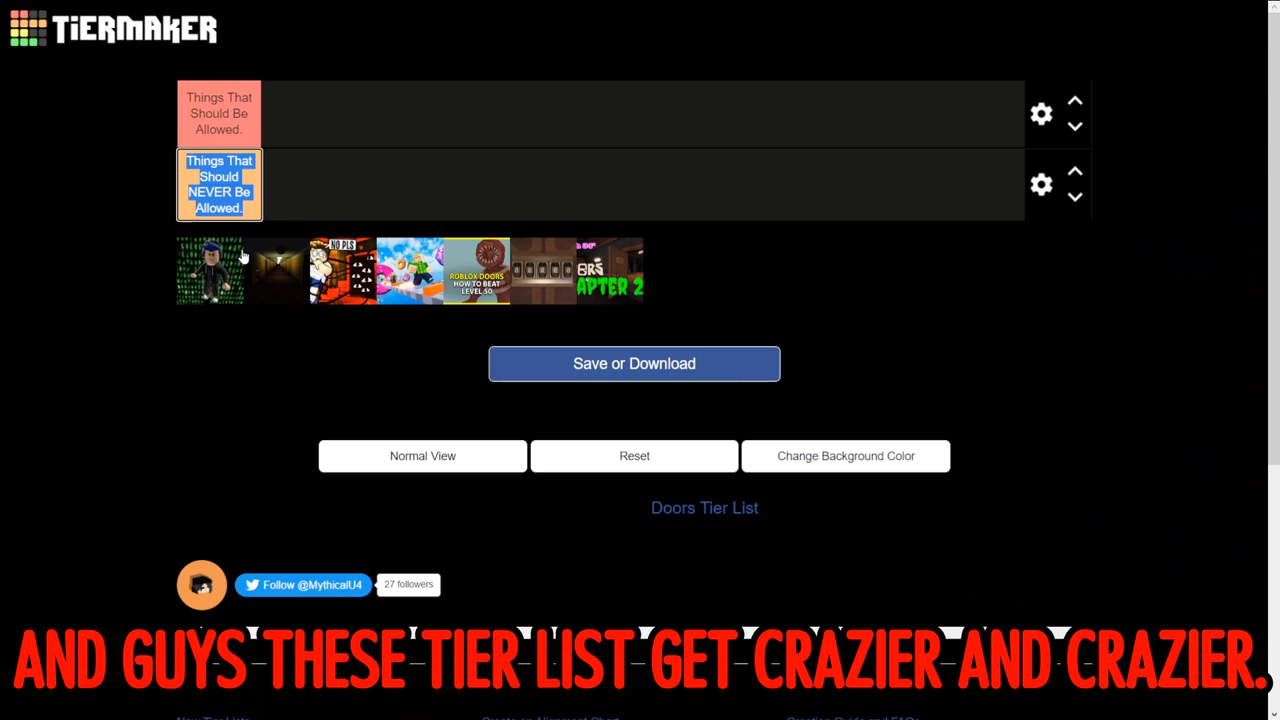 TiERMAKER
Things That
Should Be
Allowed.
Things That
Should
NEVER Be
Allowed.
NO PLS
ROBLOX DOORS
HOW TO BEAT
LEVEL 50
APTER 2
Save or Download
Normal View
Reset
Change Background Color
Doors Tier List
Follow @MythicalU4
27 followers
AND GUYS THESE TIER LIST GET CRAZIER AND CRAZIER.